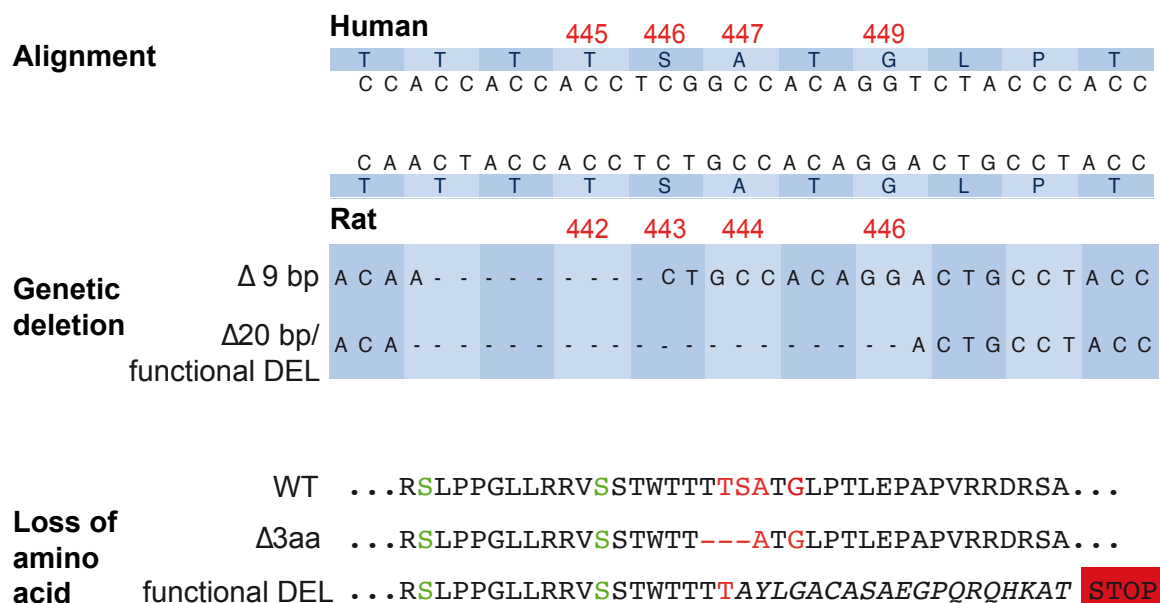 Human
445 446 447 449
Alignment
T T T T S A T G L P T
C C A C C A C C A C C T C G G C C A C A G G T C T A C C C A C C
C A A C T A C C A C C T C T G C C A C A G G A C T G C C T A C C
T T T T S A T G L P T
Rat
442 443 444 446
Genetic deletion
Δ 9 bp A C A A - - - - - - - - - C T G C C A C A G G A C T G C C T A C C
Δ20 bp/ functional DEL A C A - - - - - - - - - - - - - - - - - - - - A C T G C C T A C C
Loss of amino acid
WT ...RSLPPGLLRRVSSTWTTTTSATGLPTLEPAPVRRDRSA...
Δ3aa ...RSLPPGLLRRVSSTWTT---ATGLPTLEPAPVRRDRSA...
functional DEL ...RSLPPGLLRRVSSTWTTTTAYLGACASAEGPQRQHKAT STOP